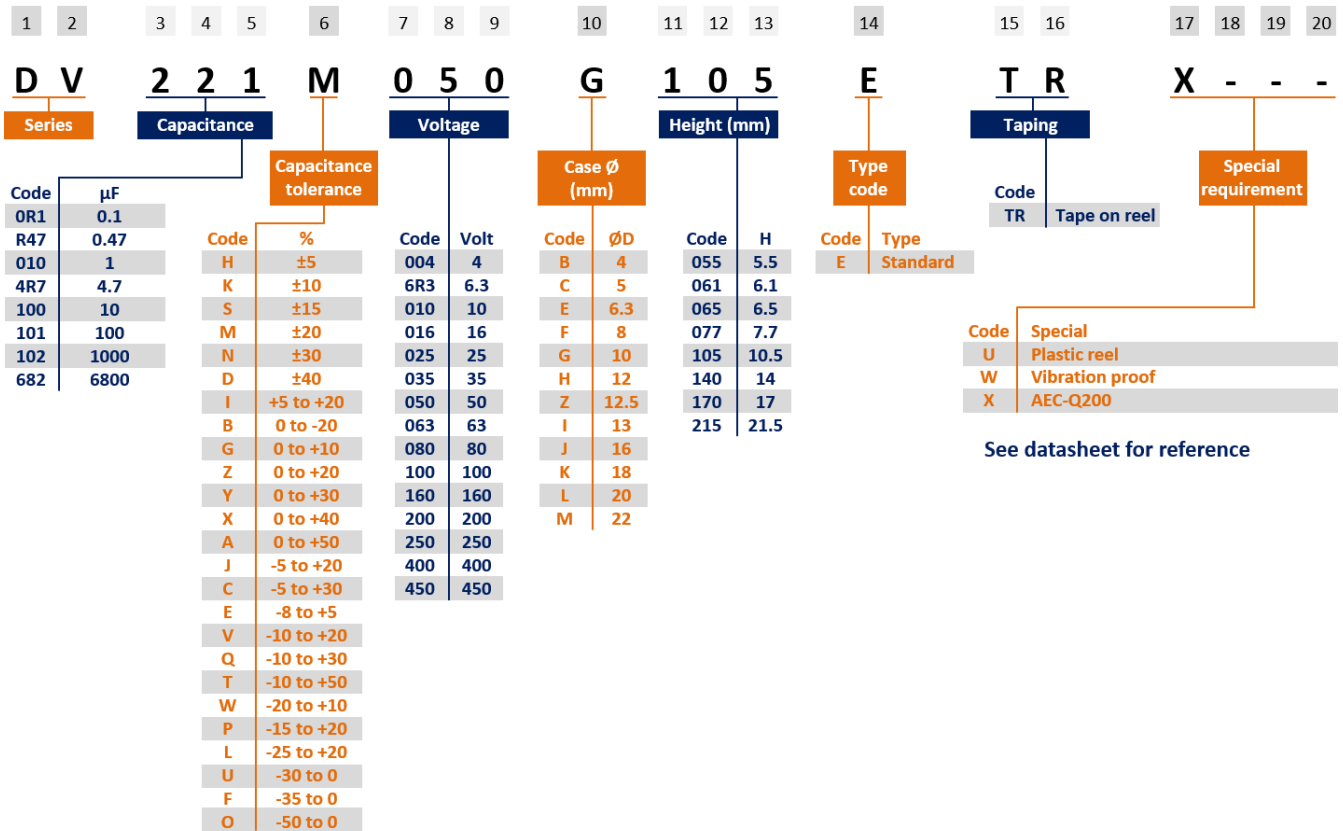 1 2 3 4 5 6 7 8 9 10 11 12 13 14 15 16 17 18 19 20
D V 2 2 1 M 0 5 0 G 1 0 5 E T R X - - -
Series Capacitance Voltage Height (mm) Taping
Capacitance tolerance
Case Ø (mm)
Type code
Special requirement
Code µF
0R1 0.1
R47 0.47
010 1
4R7 4.7
100 10
101 100
102 1000
682 6800
Code %
H ±5
K ±10
S ±15
M ±20
N ±30
D ±40
I +5 to +20
B 0 to -20
G 0 to +10
Z 0 to +20
Y 0 to +30
X 0 to +40
A 0 to +50
J -5 to +20
C -5 to +30
E -8 to +5
V -10 to +20
Q -10 to +30
T -10 to +50
W -20 to +10
P -15 to +20
L -25 to +20
U -30 to 0
F -35 to 0
O -50 to 0
Code Volt
004 4
6R3 6.3
010 10
016 16
025 25
035 35
050 50
063 63
080 80
100 100
160 160
200 200
250 250
400 400
450 450
Code ØD
B 4
C 5
E 6.3
F 8
G 10
H 12
Z 12.5
I 13
J 16
K 18
L 20
M 22
Code H
055 5.5
061 6.1
065 6.5
077 7.7
105 10.5
140 14
170 17
215 21.5
Code Type
E Standard
Code
TR Tape on reel
Code Special
U Plastic reel
W Vibration proof
X AEC-Q200
See datasheet for reference